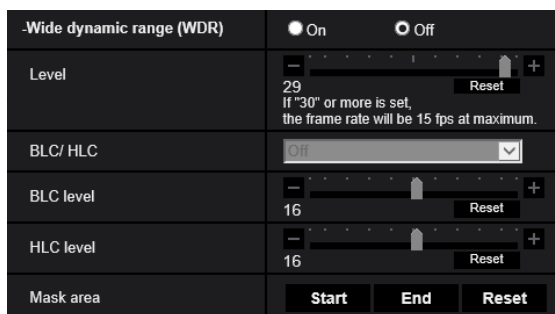 -Wide dynamic range (WDR)
On Off
Level
29 Reset
If "30" or more is set,
the frame rate will be 15 fps at maximum.
BLC/ HLC
Off
BLC level
16 Reset
HLC level
16 Reset
Mask area
Start End Reset